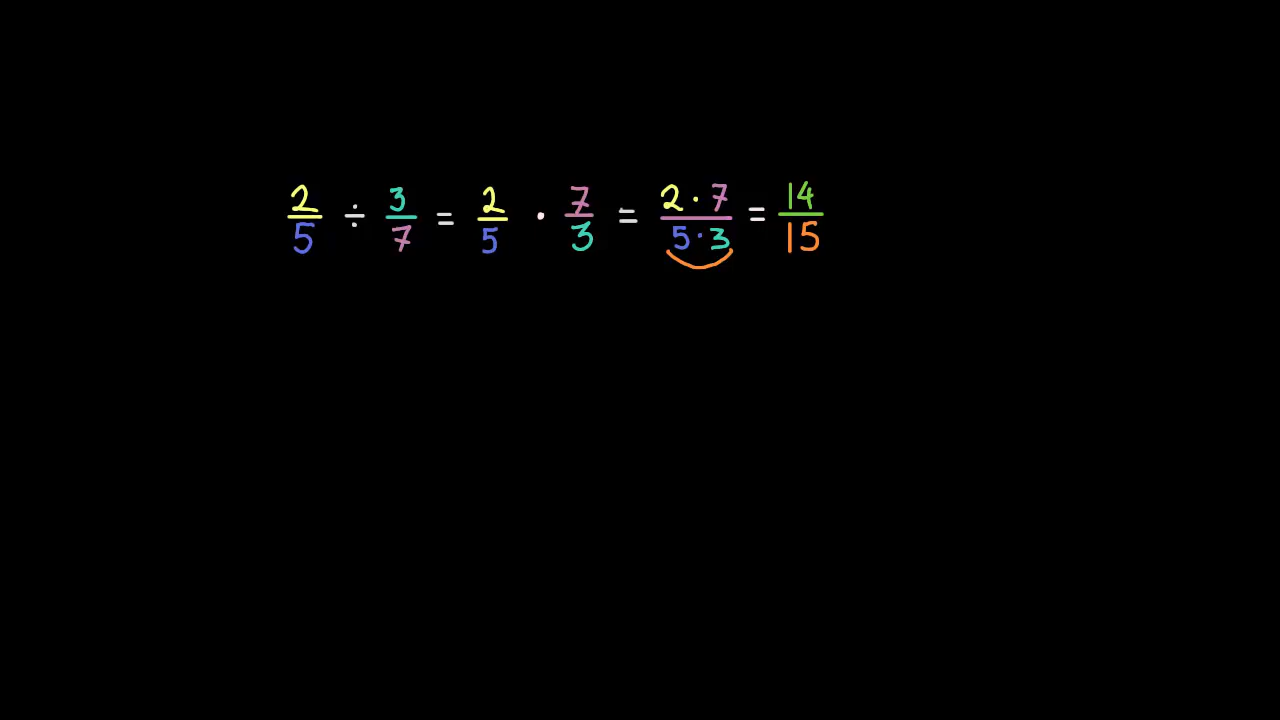 2/5 ÷ 3/7 = 2/5 · 7/3 = 2·7/5·3 = 14/15